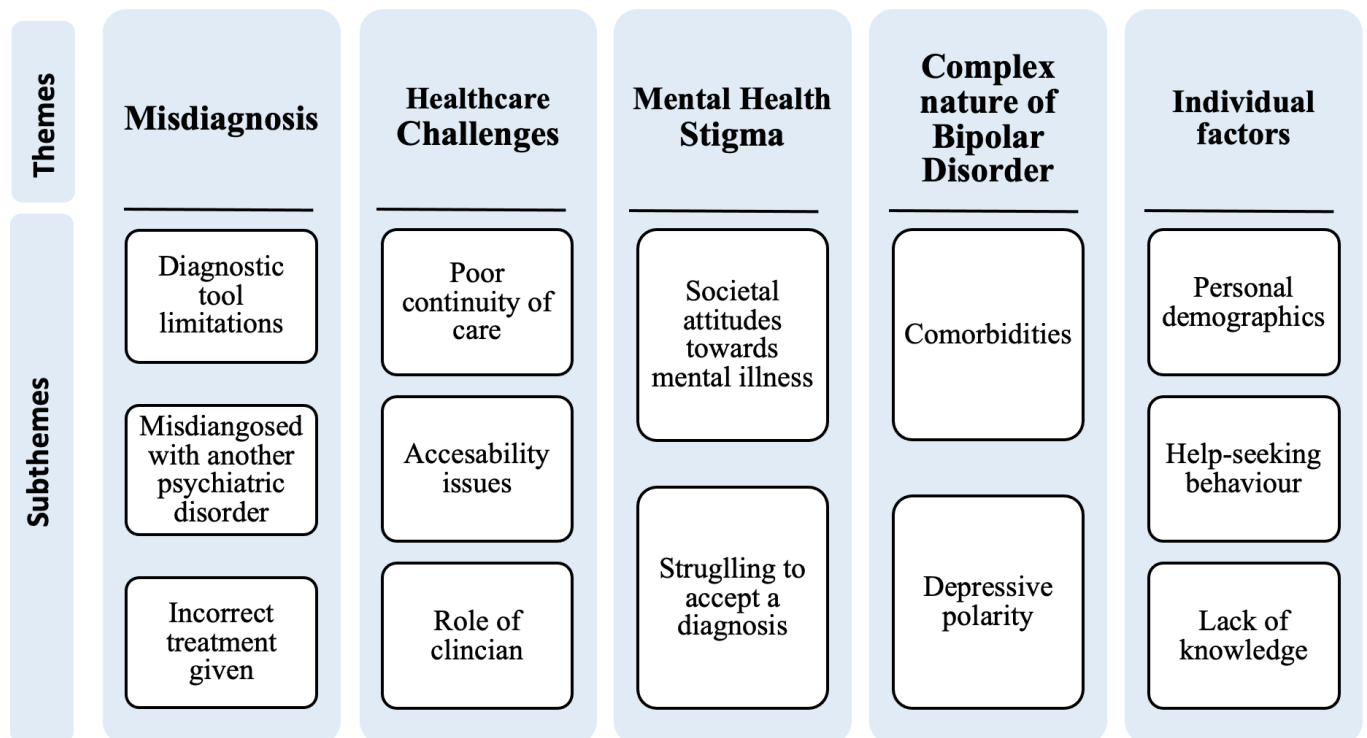 Themes
Misdiagnosis
Healthcare
Challenges
Mental Health
Stigma
Complex
nature of
Bipolar
Disorder
Individual
factors
Subthemes
Diagnostic
tool
limitations
Misdiangosed
with another
psychiatric
disorder
Incorrect
treatment
given
Poor
continuity of
care
Accesability
issues
Role of
clincian
Societal
attitudes
towards
mental illness
Struglling to
accept a
diagnosis
Comorbidities
Depressive
polarity
Personal
demographics
Help-seeking
behaviour
Lack of
knowledge